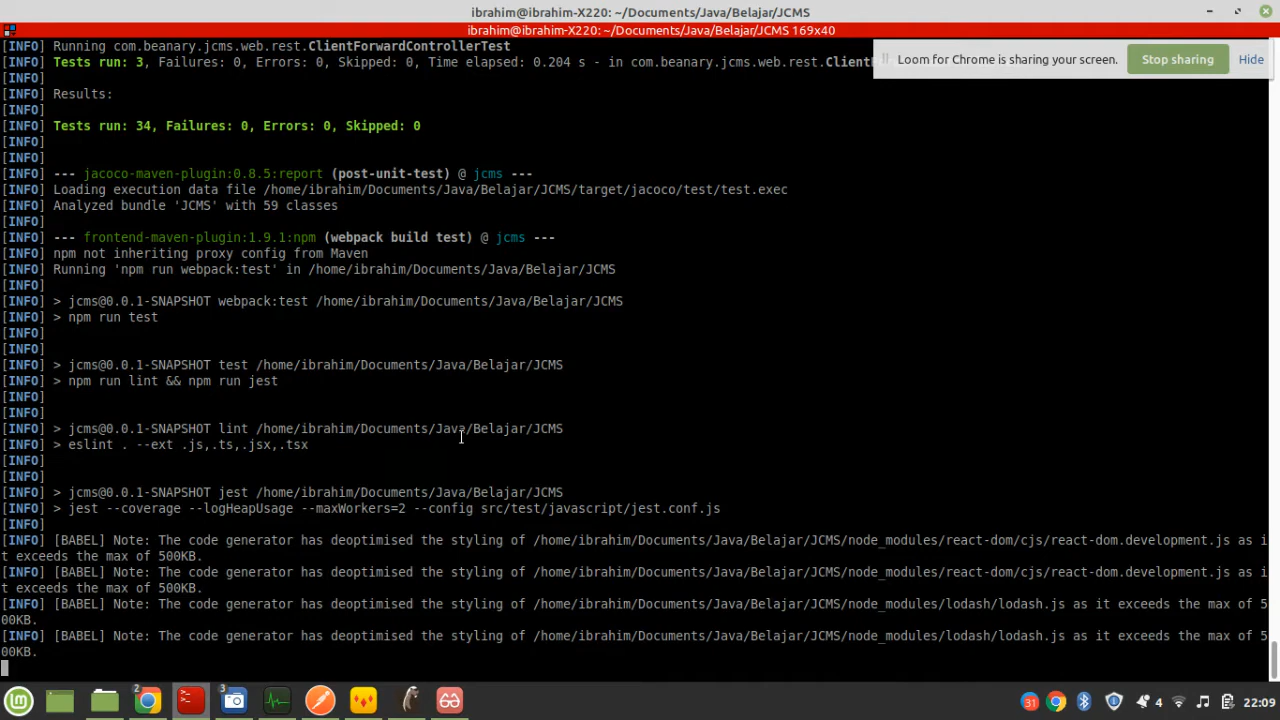 ibrahim@ibrahim-X220: ~/Documents/Java/Belajar/JCMS
ibrahim@ibrahim-X220: ~/Documents/Java/Belajar/JCMS 169x40
[INFO] Running com.beanary.jcms.web.rest.ClientForwardControllerTest
[INFO] Tests run: 3, Failures: 0, Errors: 0, Skipped: 0, Time elapsed: 0.204 s - in com.beanary.jcms.web.rest.ClientF
Loom for Chrome is sharing your screen.
Stop sharing
Hide
[INFO]
[INFO] Results:
[INFO]
[INFO] Tests run: 34, Failures: 0, Errors: 0, Skipped: 0
[INFO]
[INFO]
[INFO] --- jacoco-maven-plugin:0.8.5:report (post-unit-test) @ jcms ---
[INFO] Loading execution data file /home/ibrahim/Documents/Java/Belajar/JCMS/target/jacoco/test/test.exec
[INFO] Analyzed bundle 'JCMS' with 59 classes
[INFO]
[INFO] --- frontend-maven-plugin:1.9.1:npm (webpack build test) @ jcms ---
[INFO] npm not inheriting proxy config from Maven
[INFO] Running 'npm run webpack:test' in /home/ibrahim/Documents/Java/Belajar/JCMS
[INFO]
[INFO] > jcms@0.0.1-SNAPSHOT webpack:test /home/ibrahim/Documents/Java/Belajar/JCMS
[INFO] > npm run test
[INFO]
[INFO]
[INFO] > jcms@0.0.1-SNAPSHOT test /home/ibrahim/Documents/Java/Belajar/JCMS
[INFO] > npm run lint && npm run jest
[INFO]
[INFO]
[INFO] > jcms@0.0.1-SNAPSHOT lint /home/ibrahim/Documents/Java/Belajar/JCMS
[INFO] > eslint . --ext .js,.ts,.jsx,.tsx
[INFO]
[INFO]
[INFO] > jcms@0.0.1-SNAPSHOT jest /home/ibrahim/Documents/Java/Belajar/JCMS
[INFO] > jest --coverage --logHeapUsage --maxWorkers=2 --config src/test/javascript/jest.conf.js
[INFO]
[INFO] [BABEL] Note: The code generator has deoptimised the styling of /home/ibrahim/Documents/Java/Belajar/JCMS/node_modules/react-dom/cjs/react-dom.development.js as i
t exceeds the max of 500KB.
[INFO] [BABEL] Note: The code generator has deoptimised the styling of /home/ibrahim/Documents/Java/Belajar/JCMS/node_modules/react-dom/cjs/react-dom.development.js as i
t exceeds the max of 500KB.
[INFO] [BABEL] Note: The code generator has deoptimised the styling of /home/ibrahim/Documents/Java/Belajar/JCMS/node_modules/lodash/lodash.js as it exceeds the max of 5
00KB.
[INFO] [BABEL] Note: The code generator has deoptimised the styling of /home/ibrahim/Documents/Java/Belajar/JCMS/node_modules/lodash/lodash.js as it exceeds the max of 5
00KB.
2
3
31
4
22:09